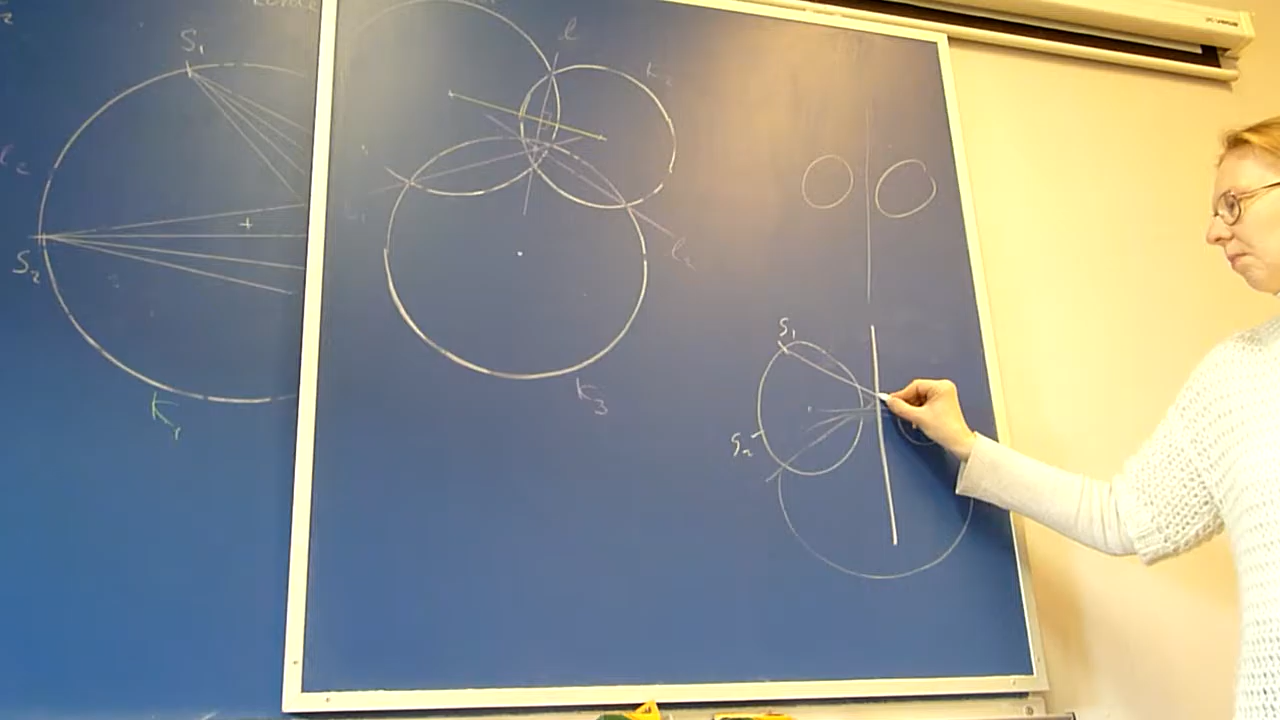 S₁
S₂
K₁
l
K₂
l₂
K₃
S₁
S₂